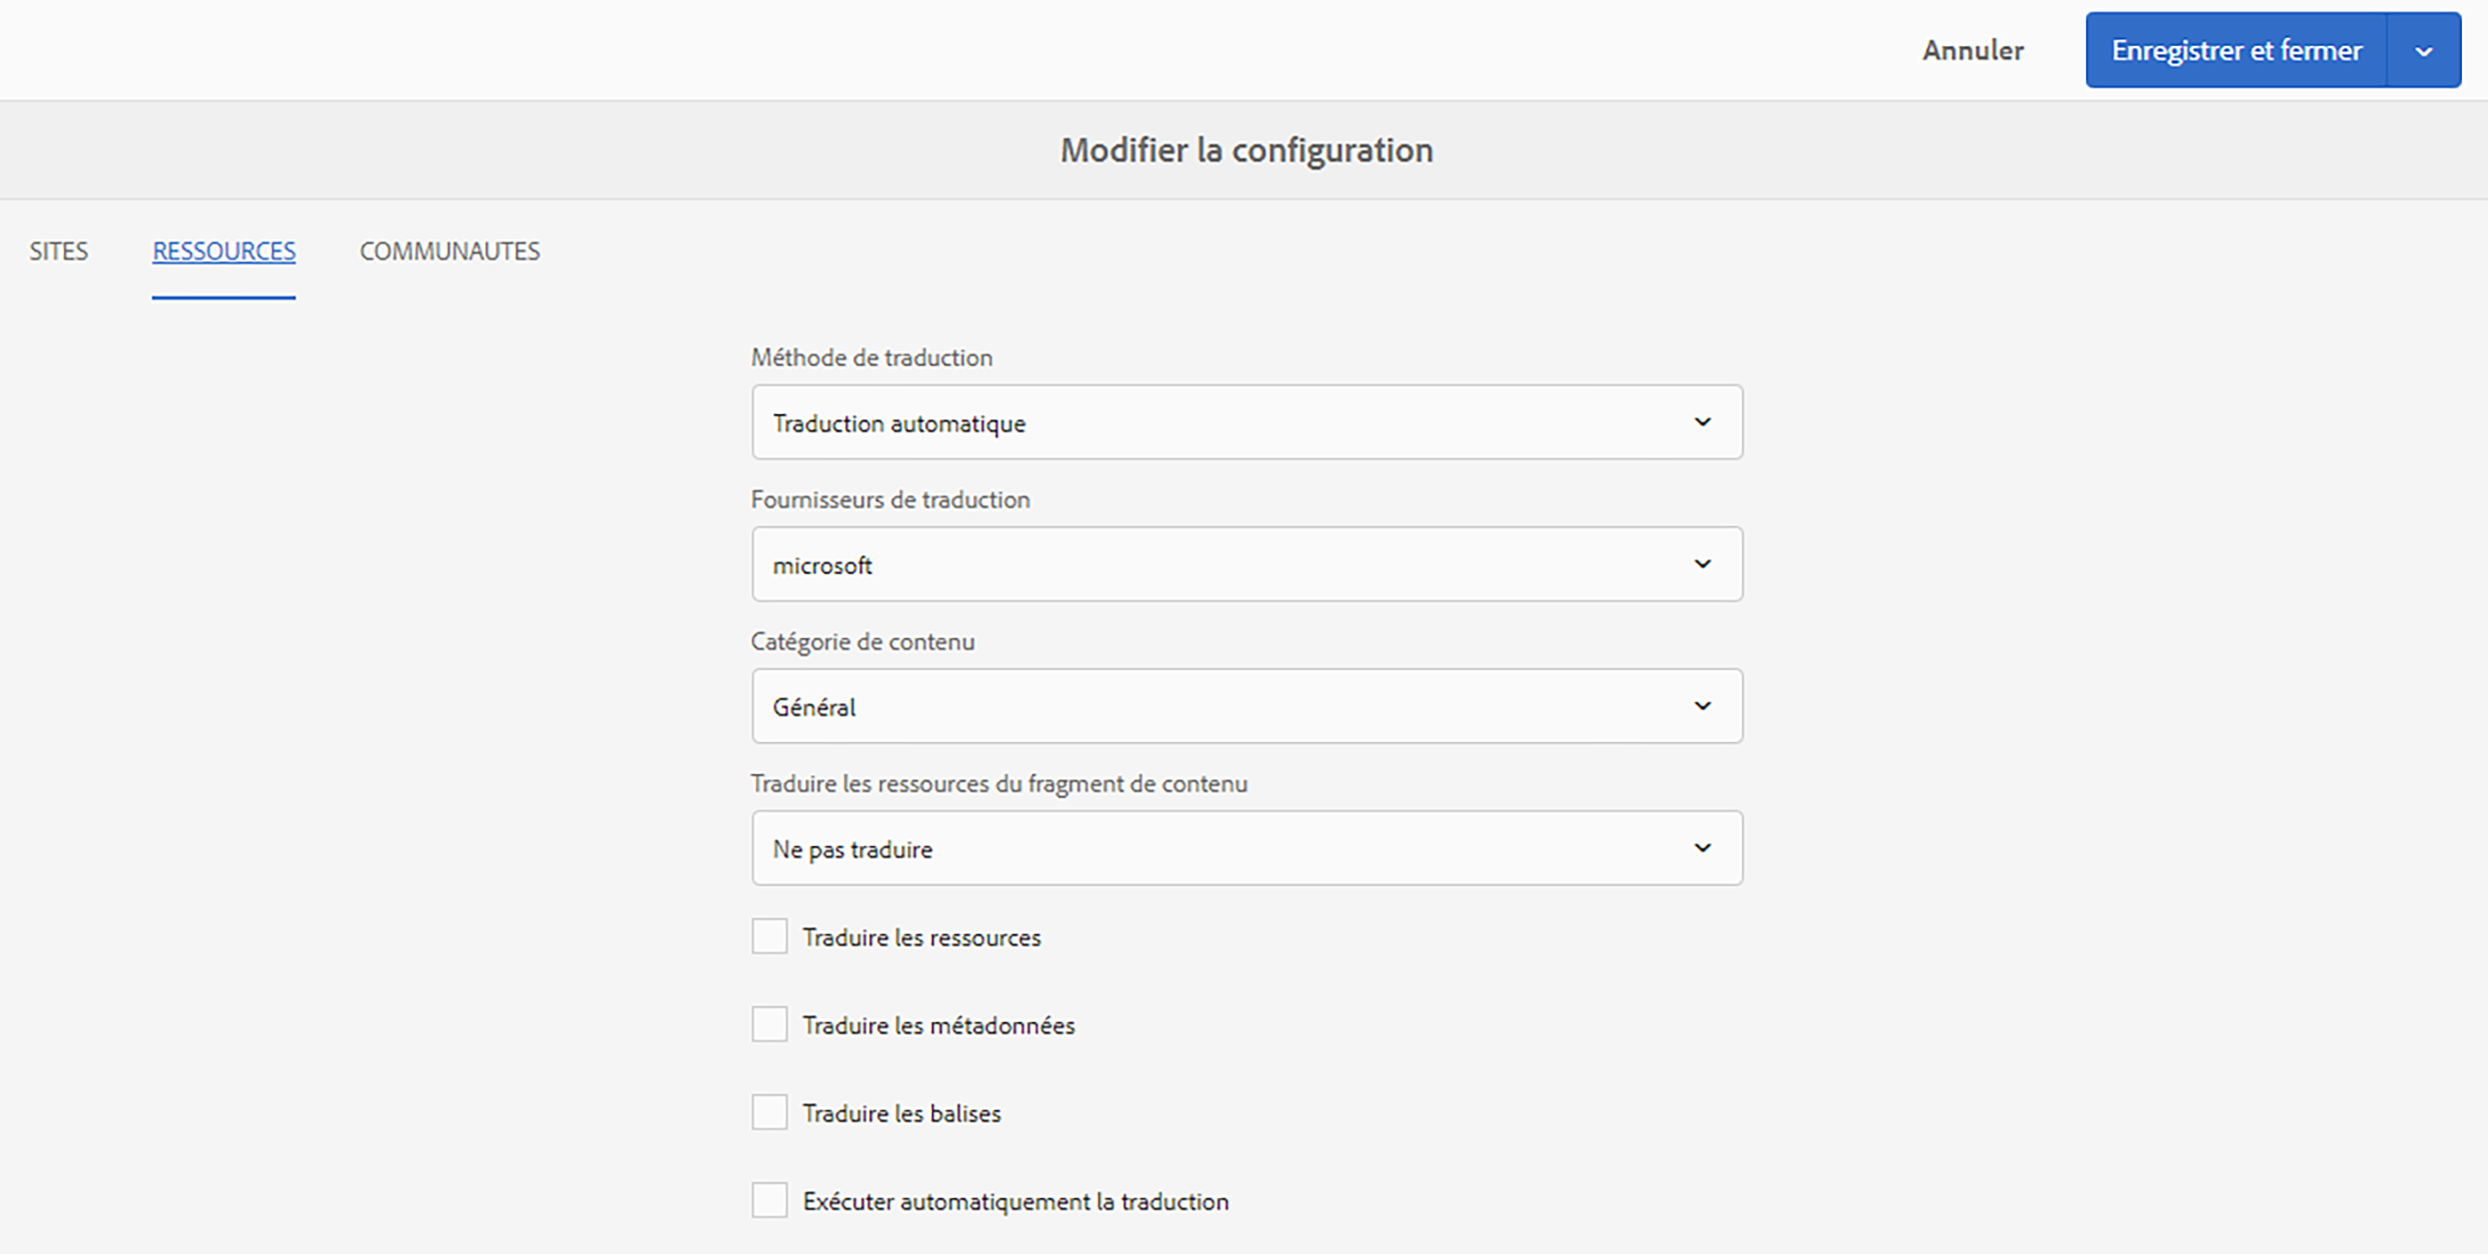 Annuler
Enregistrer et fermer
Modifier la configuration
SITES
RESSOURCES
COMMUNAUTES
Méthode de traduction
Traduction automatique
Fournisseurs de traduction
microsoft
Catégorie de contenu
Général
Traduire les ressources du fragment de contenu
Ne pas traduire
Traduire les ressources
Traduire les métadonnées
Traduire les balises
Exécuter automatiquement la traduction